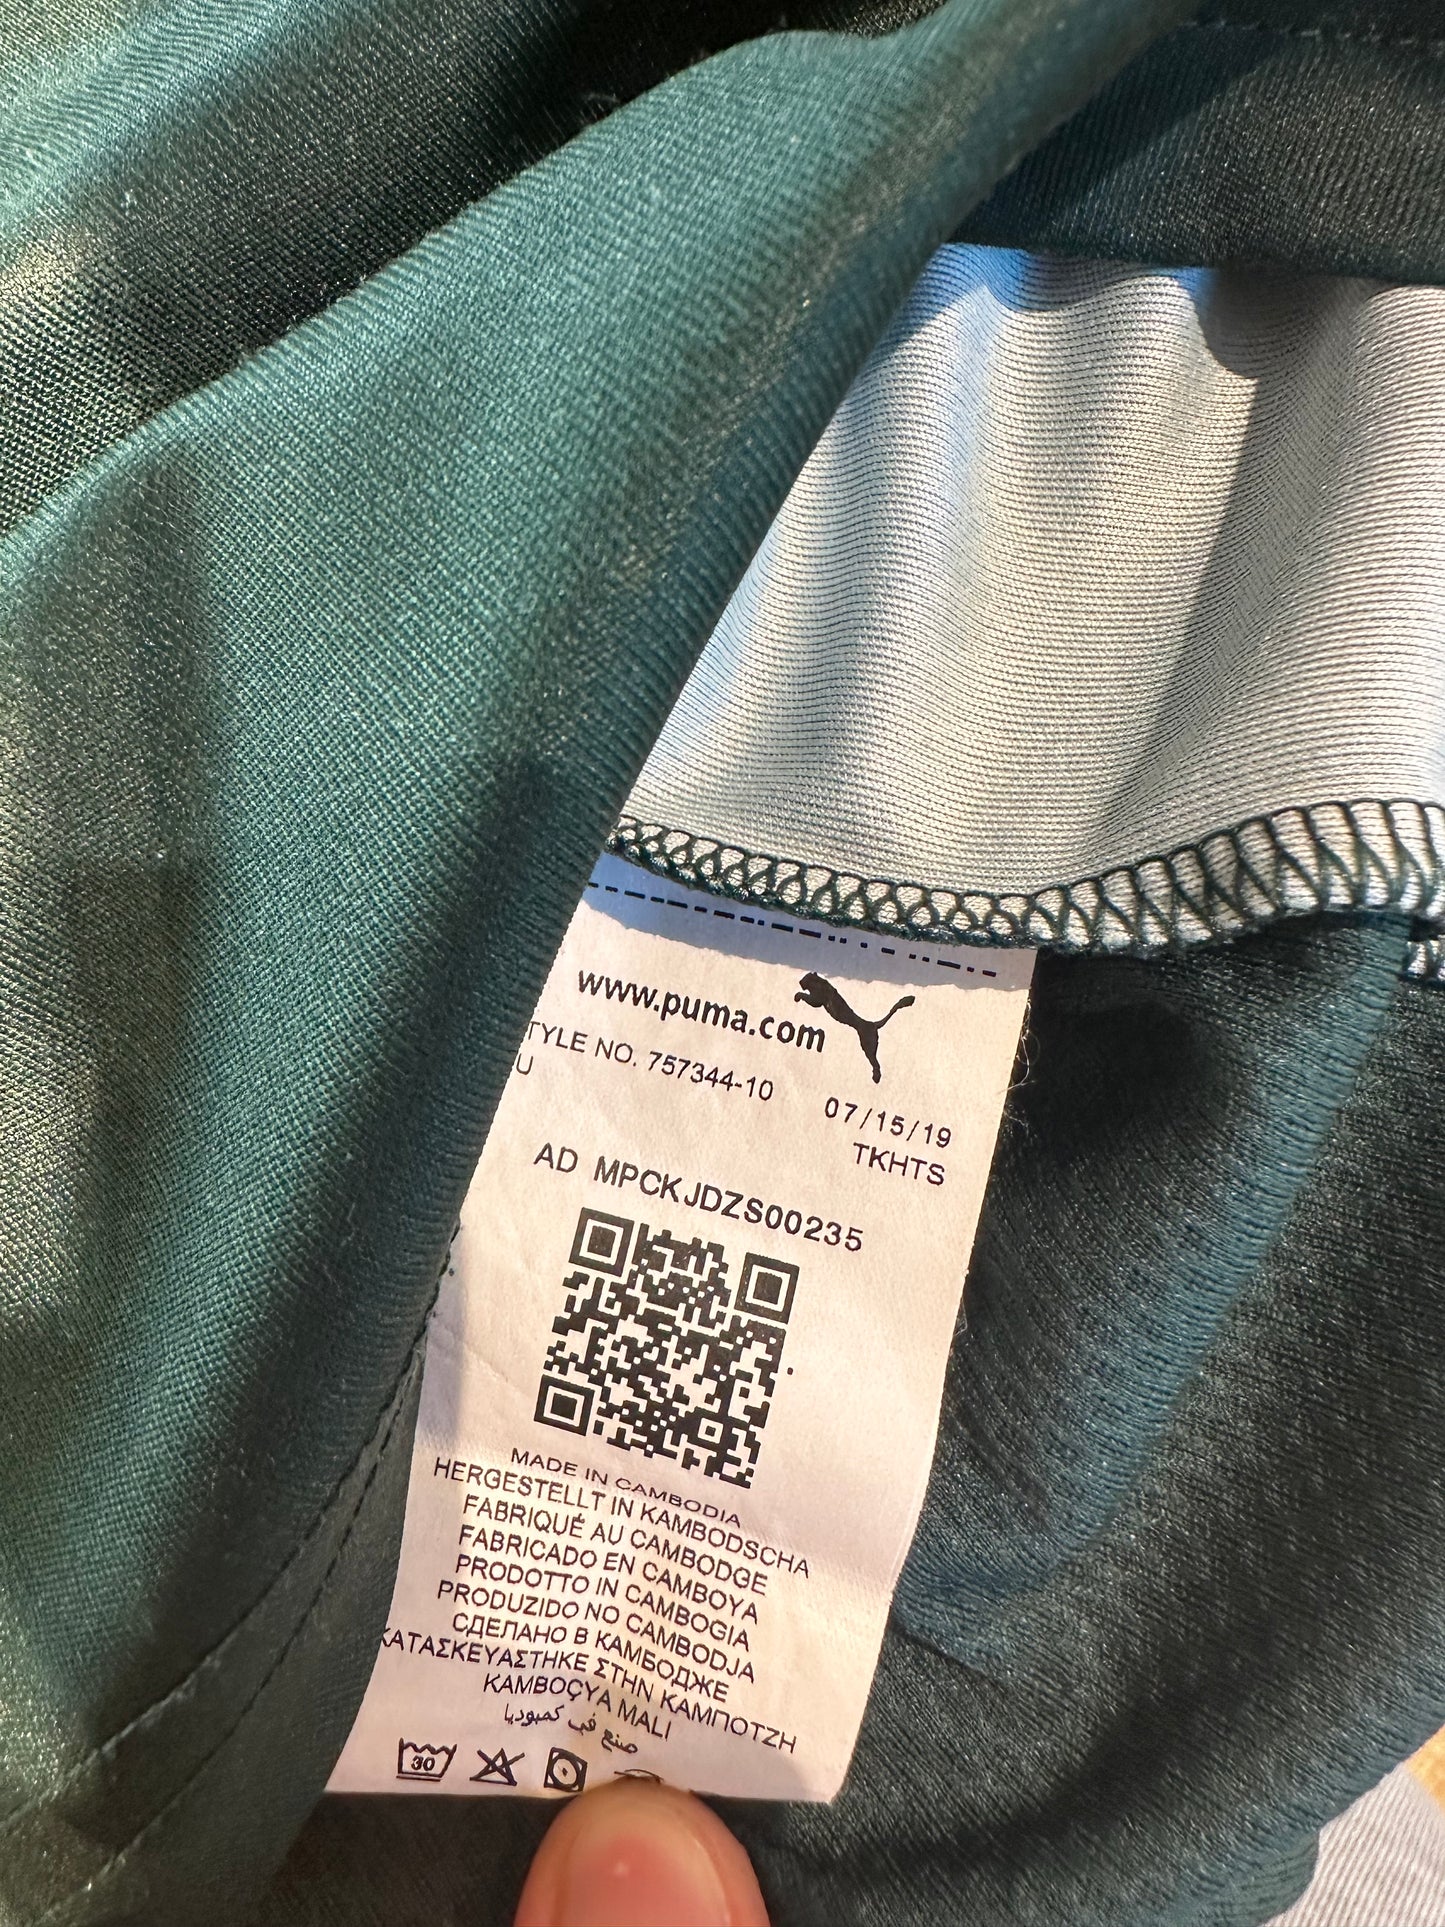 www.puma.com
TYLE NO. 757344-10
U
07/15/19
TKHTS
AD MPCKJDZS00235
MADE IN CAMBODIA
HERGESTELLT IN KAMBODSCHA
FABRIQUÉ AU CAMBODGE
FABRICADO EN CAMBOYA
PRODOTTO IN CAMBOGIA
PRODUZIDO NO CAMBODJA
СДЕЛАНО В КАМБОДЖЕ
ΚΑΤΑΣΚΕΥΑΣΤΗΚΕ ΣΤΗΝ ΚΑΜΠΟΤΖΗ
KAMBOÇYA MALI
صنع في كمبوديا
30